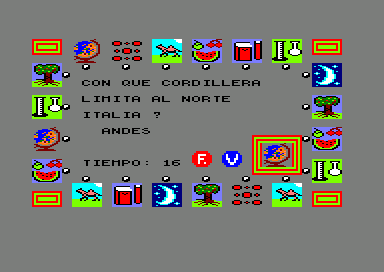 CON QUE CORDILLERA
LIMITA AL NORTE
ITALIA ?
ANDES
TIEMPO: 16 F V